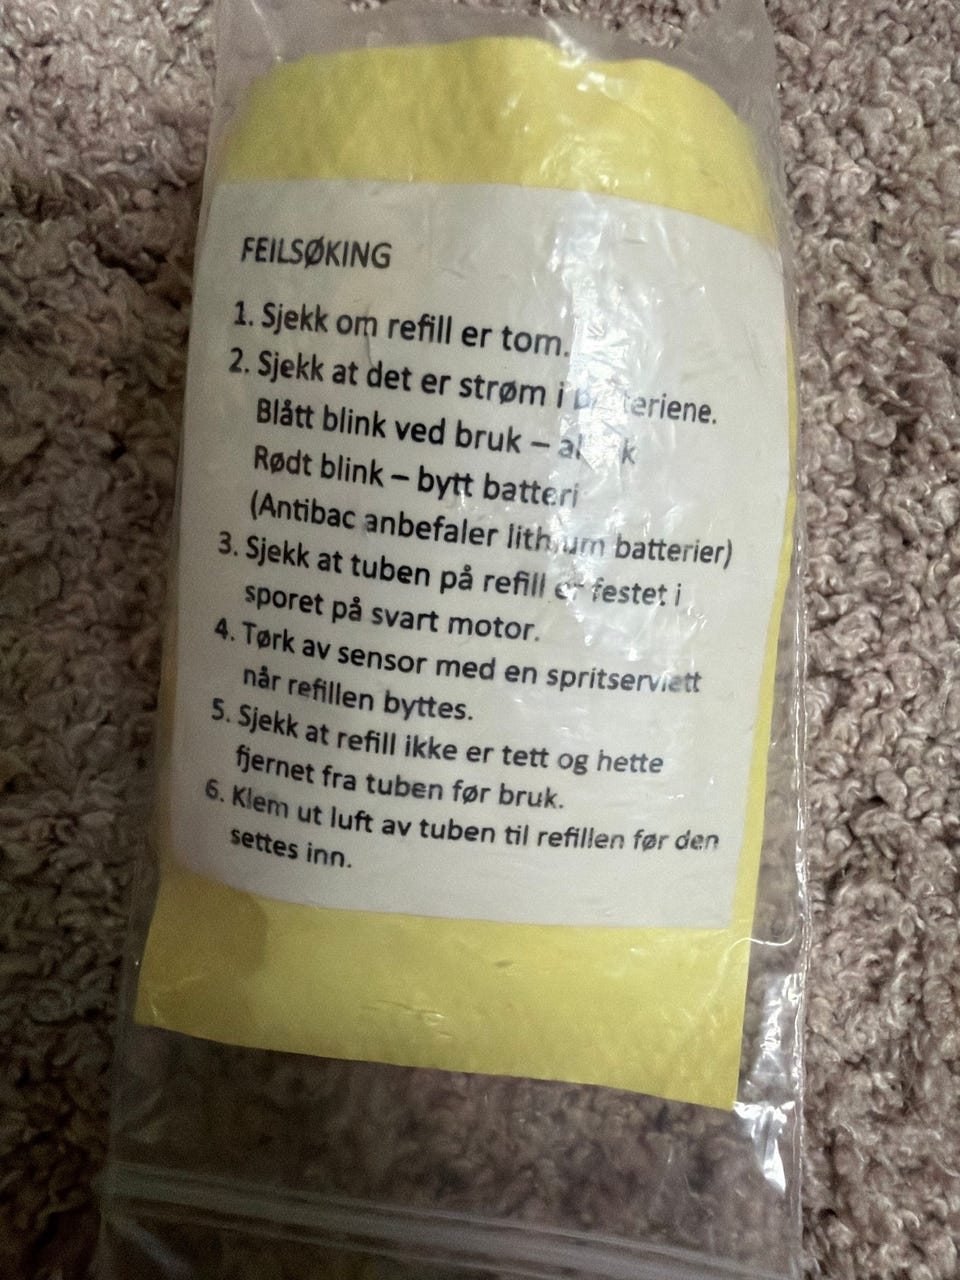 FEILSØKING
1. Sjekk om refill er tom.
2. Sjekk at det er strøm i
Blått blink ved bruk –
Rødt blink – bytt batteri
(Antibac anbefaler lithium batterier)
3. Sjekk at tuben på refill er festet i
sporet på svart motor.
4. Tørk av sensor med en spritserviett
når refillen byttes.
5. Sjekk at refill ikke er tett og hette
fjernet fra tuben før bruk.
6. Klem ut luft av tuben til refillen før den
settes inn.